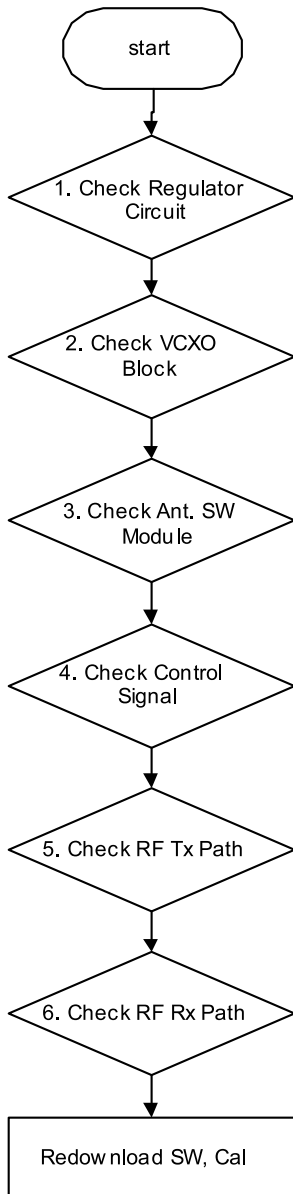 start
1. Check Regulator
Circuit
2. Check VCXO
Block
3. Check Ant. SW
Module
4. Check Control
Signal
5. Check RF Tx Path
6. Check RF Rx Path
Redownload SW, Cal